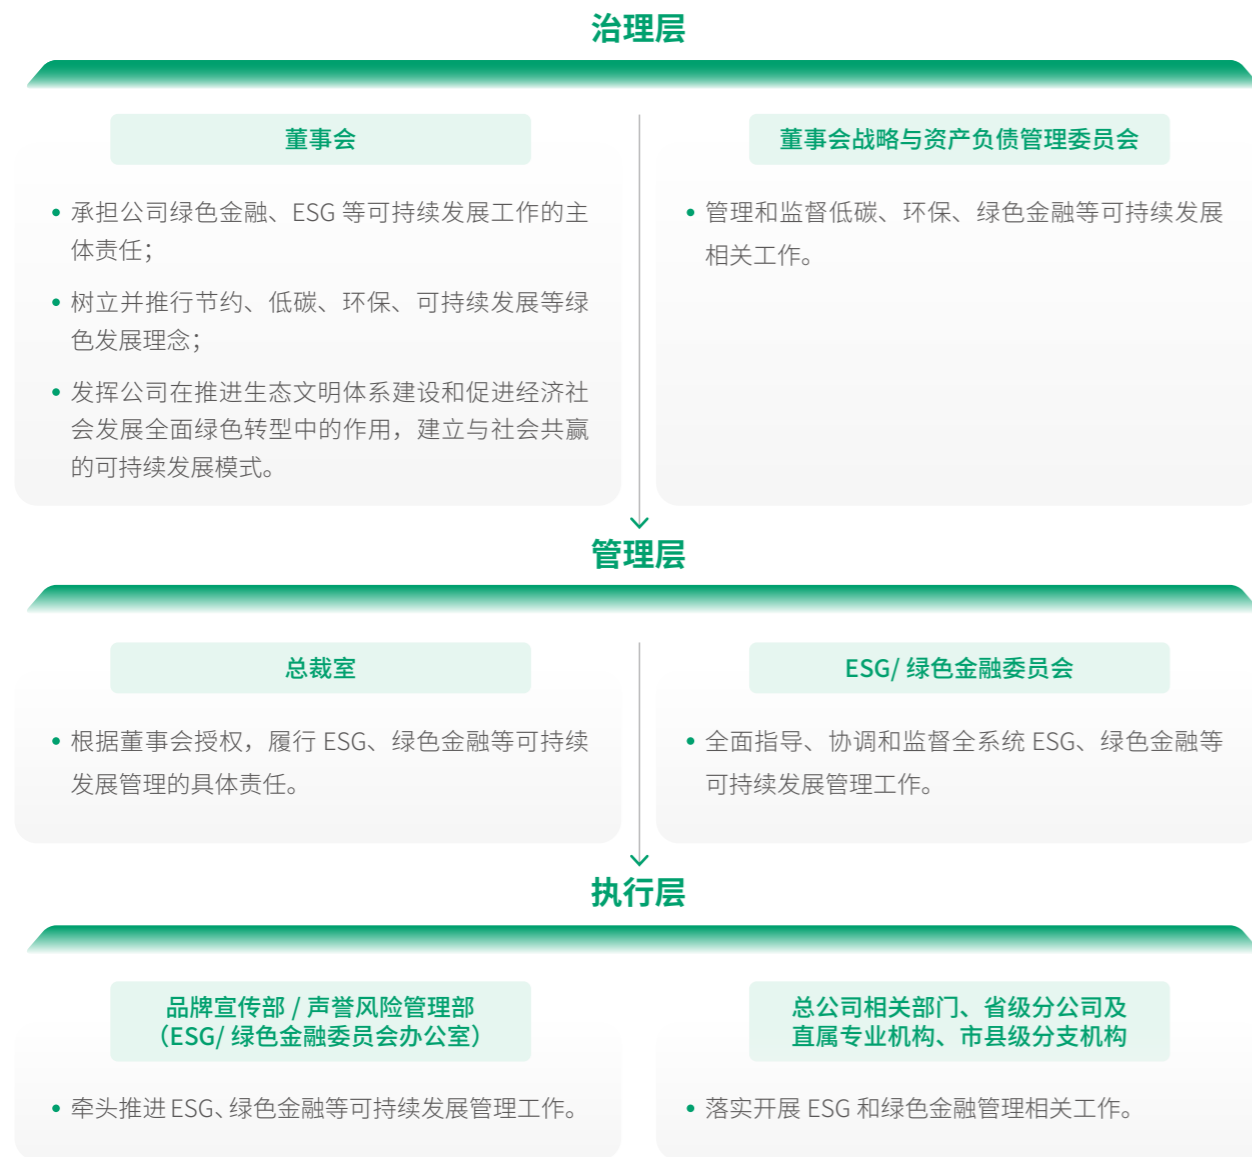 治理层
董事会
• 承担公司绿色金融、ESG 等可持续发展工作的主
体责任；
• 树立并推行节约、低碳、环保、可持续发展等绿
色发展理念；
• 发挥公司在推进生态文明体系建设和促进经济社
会发展全面绿色转型中的作用，建立与社会共赢
的可持续发展模式。
董事会战略与资产负债管理委员会
• 管理和监督低碳、环保、绿色金融等可持续发展
相关工作。
管理层
总裁室
• 根据董事会授权，履行 ESG、绿色金融等可持续
发展管理的具体责任。
ESG/ 绿色金融委员会
• 全面指导、协调和监督全系统 ESG、绿色金融等
可持续发展管理工作。
执行层
品牌宣传部 / 声誉风险管理部
（ESG/ 绿色金融委员会办公室）
• 牵头推进 ESG、绿色金融等可持续发展管理工作。
总公司相关部门、省级分公司及
直属专业机构、市县级分支机构
• 落实开展 ESG 和绿色金融管理相关工作。